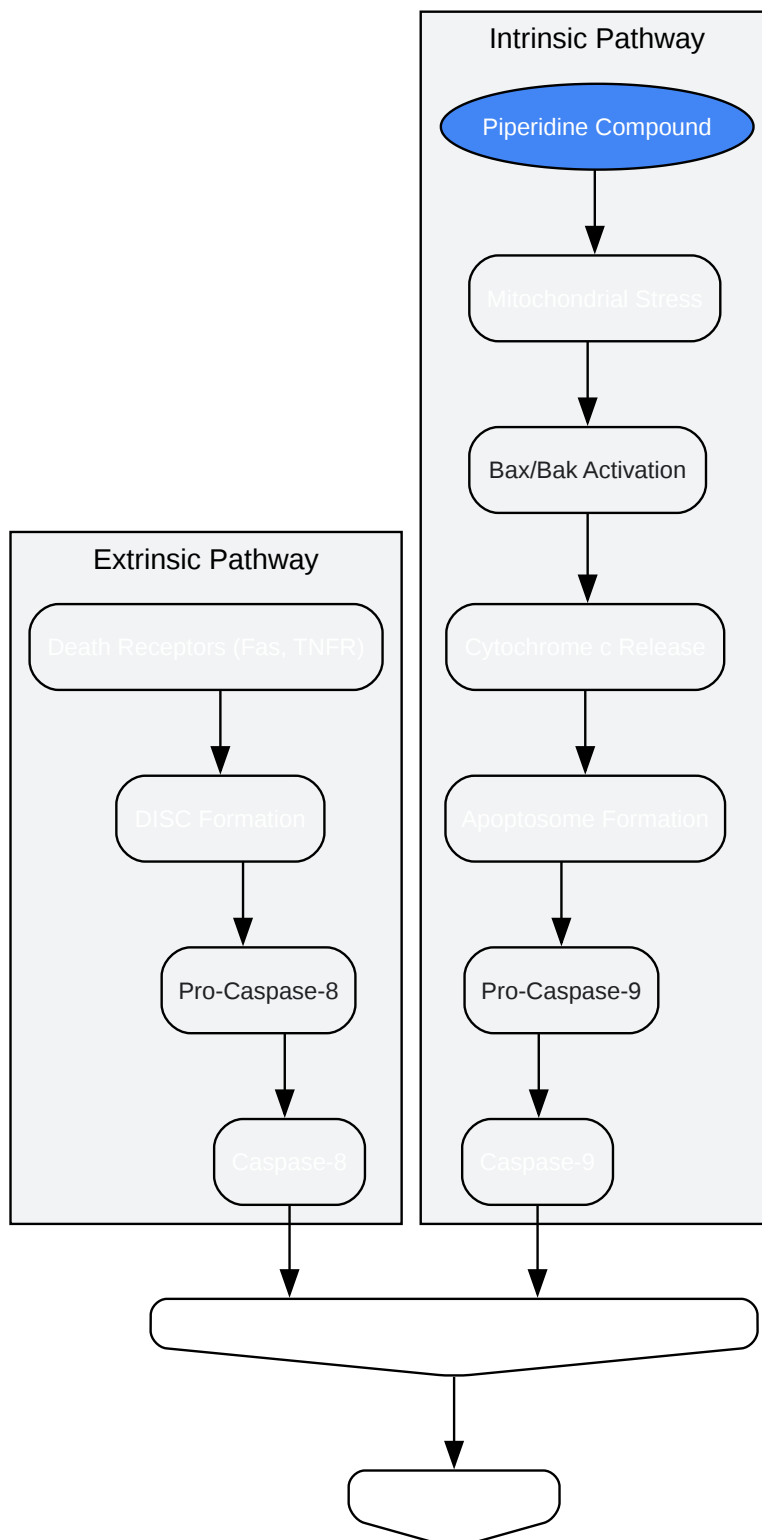 Intrinsic Pathway
Piperidine Compound
Mitochondrial Stress
Bax/Bak Activation
Extrinsic Pathway
Death Receptors (Fas, TNFR)
Cytochrome c Release
DISC Formation
Apoptosome Formation
Pro-Caspase-8
Pro-Caspase-9
Caspase-8
Caspase-9